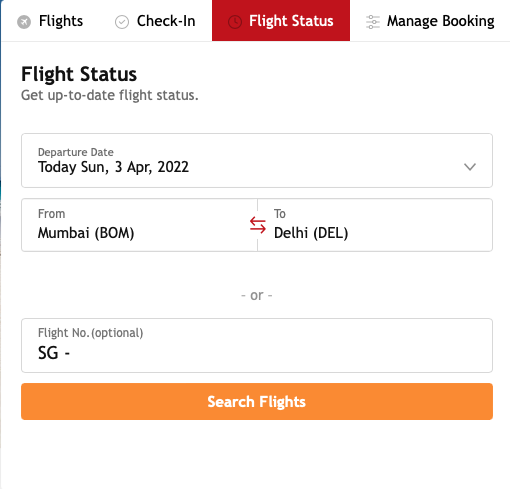 Flights Check-In Flight Status Manage Booking
Flight Status
Get up-to-date flight status.
Departure Date
Today Sun, 3 Apr, 2022
From To
Mumbai (BOM) Delhi (DEL)
- or -
Flight No.(optional)
SG -
Search Flights